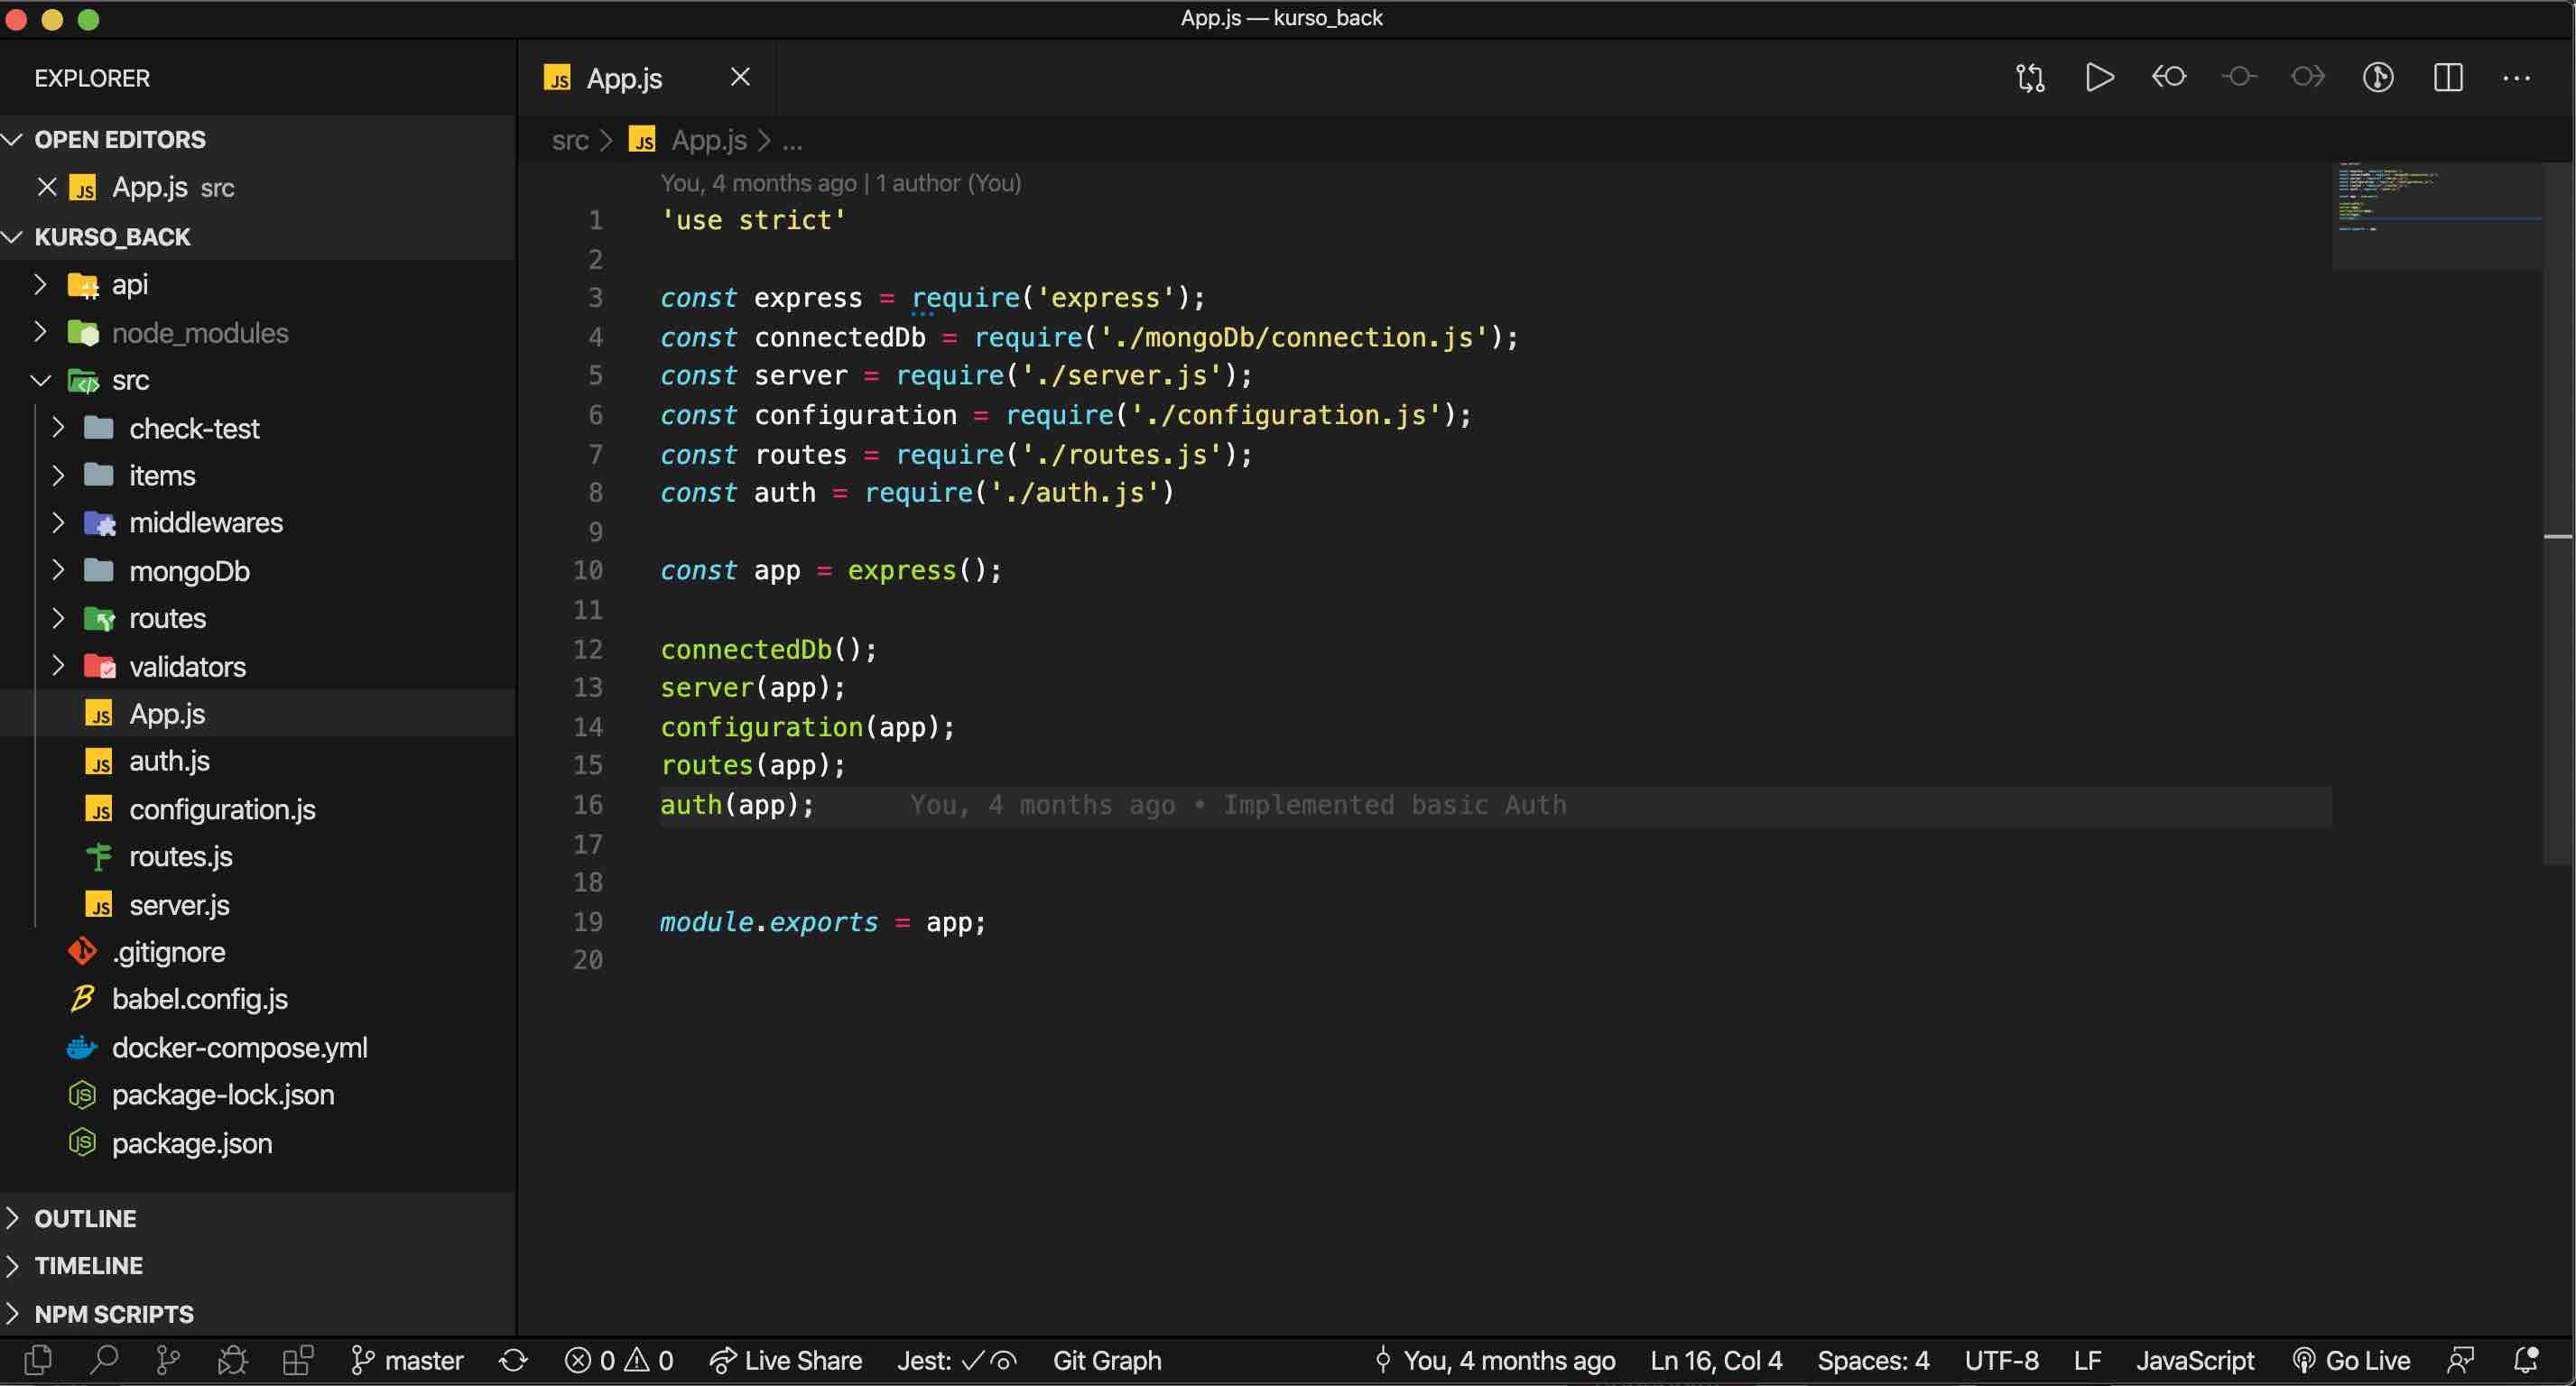 App.js — kurso_back
EXPLORER
OPEN EDITORS
App.js src
KURSO_BACK
api
node_modules
src
check-test
items
middlewares
mongoDb
routes
validators
App.js
auth.js
configuration.js
routes.js
server.js
.gitignore
babel.config.js
docker-compose.yml
package-lock.json
package.json
OUTLINE
TIMELINE
NPM SCRIPTS
App.js
src > App.js > ...
You, 4 months ago | 1 author (You)
1 'use strict'
2
3 const express = require('express');
4 const connectedDb = require('./mongoDb/connection.js');
5 const server = require('./server.js');
6 const configuration = require('./configuration.js');
7 const routes = require('./routes.js');
8 const auth = require('./auth.js')
9
10 const app = express();
11
12 connectedDb();
13 server(app);
14 configuration(app);
15 routes(app);
16 auth(app); You, 4 months ago • Implemented basic Auth
17
18
19 module.exports = app;
20
master 0 0 Live Share Jest: Git Graph You, 4 months ago Ln 16, Col 4 Spaces: 4 UTF-8 LF JavaScript Go Live